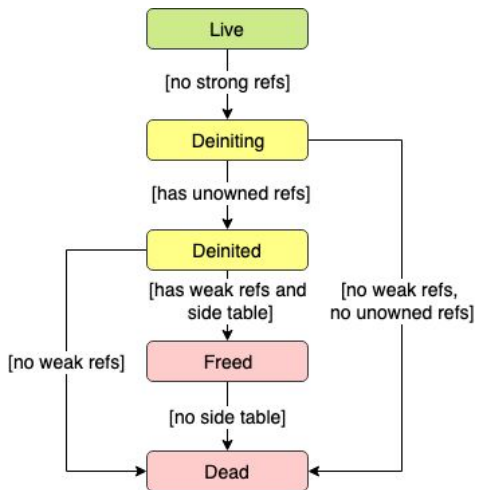 Live
[no strong refs]
Deiniting
[has unowned refs]
Deinited
[has weak refs and
side table]
[no weak refs,
no unowned refs]
[no weak refs]
Freed
[no side table]
Dead